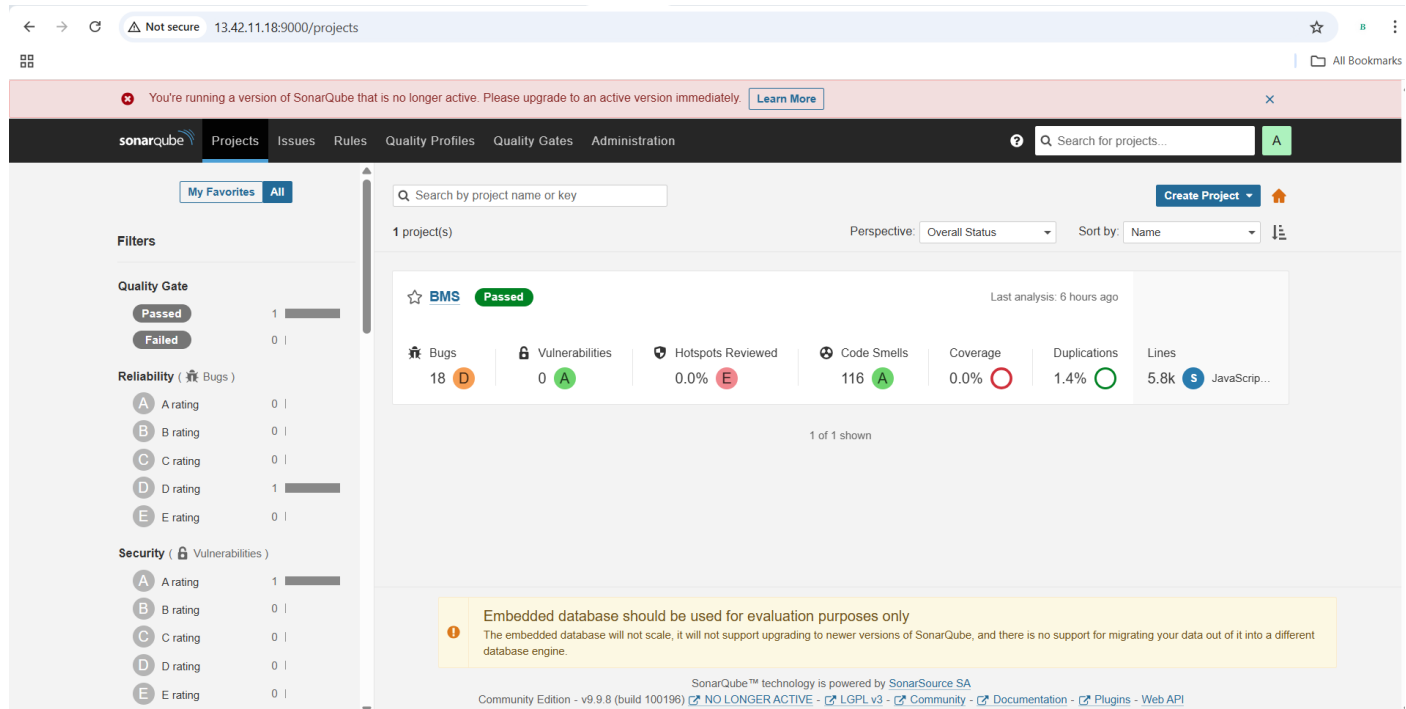 Not secure 13.42.11.18:9000/projects
B
All Bookmarks
You're running a version of SonarQube that is no longer active. Please upgrade to an active version immediately. Learn More
sonarqube Projects Issues Rules Quality Profiles Quality Gates Administration
Search for projects...
A
My Favorites All
Search by project name or key
Create Project
1 project(s)
Perspective: Overall Status
Sort by: Name
Filters
Quality Gate
Passed 1
Failed 0
Reliability ( Bugs )
A A rating 0
B B rating 0
C C rating 0
D D rating 1
E E rating 0
Security ( Vulnerabilities )
A A rating 1
B B rating 0
C C rating 0
D D rating 0
E E rating 0
BMS Passed
Last analysis: 6 hours ago
Bugs Vulnerabilities Hotspots Reviewed Code Smells Coverage Duplications Lines
18 D 0 A 0.0% E 116 A 0.0% 1.4% 5.8k S JavaScrip...
1 of 1 shown
Embedded database should be used for evaluation purposes only
The embedded database will not scale, it will not support upgrading to newer versions of SonarQube, and there is no support for migrating your data out of it into a different
database engine.
SonarQube™ technology is powered by SonarSource SA
Community Edition - v9.9.8 (build 100196) NO LONGER ACTIVE - LGPL v3 - Community - Documentation - Plugins - Web API